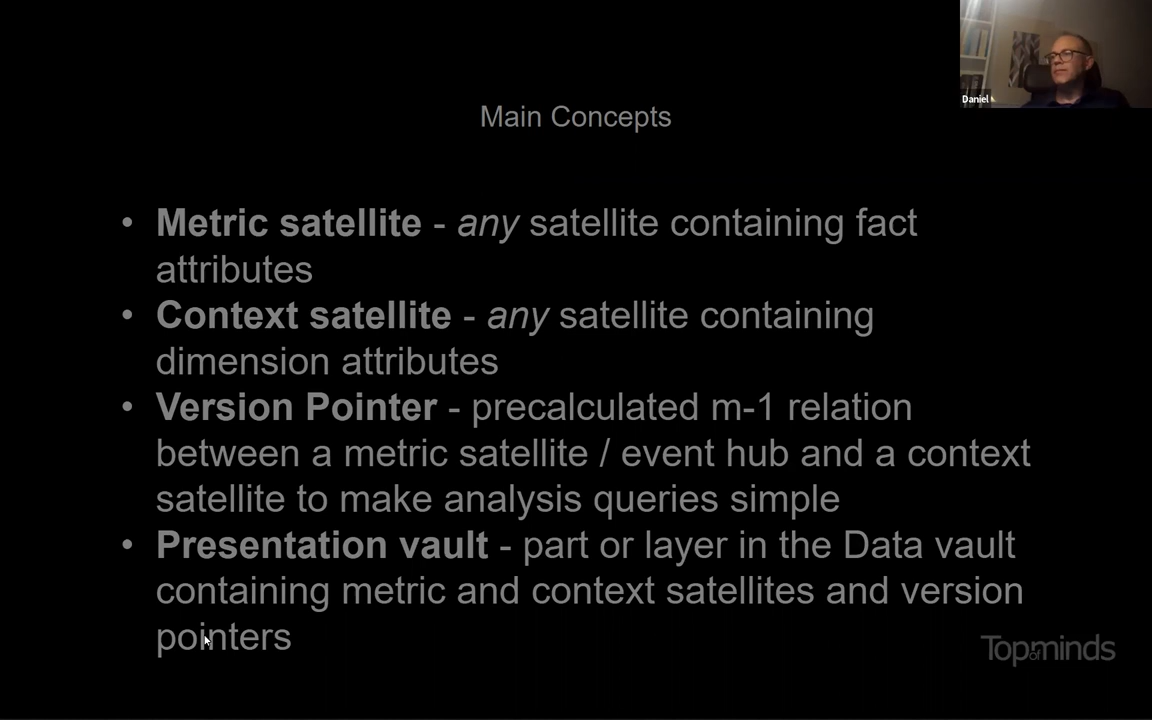 Daniel
Main Concepts
• Metric satellite - any satellite containing fact
attributes
• Context satellite - any satellite containing
dimension attributes
• Version Pointer - precalculated m-1 relation
between a metric satellite / event hub and a context
satellite to make analysis queries simple
• Presentation vault - part or layer in the Data vault
containing metric and context satellites and version
pointers
Topofminds